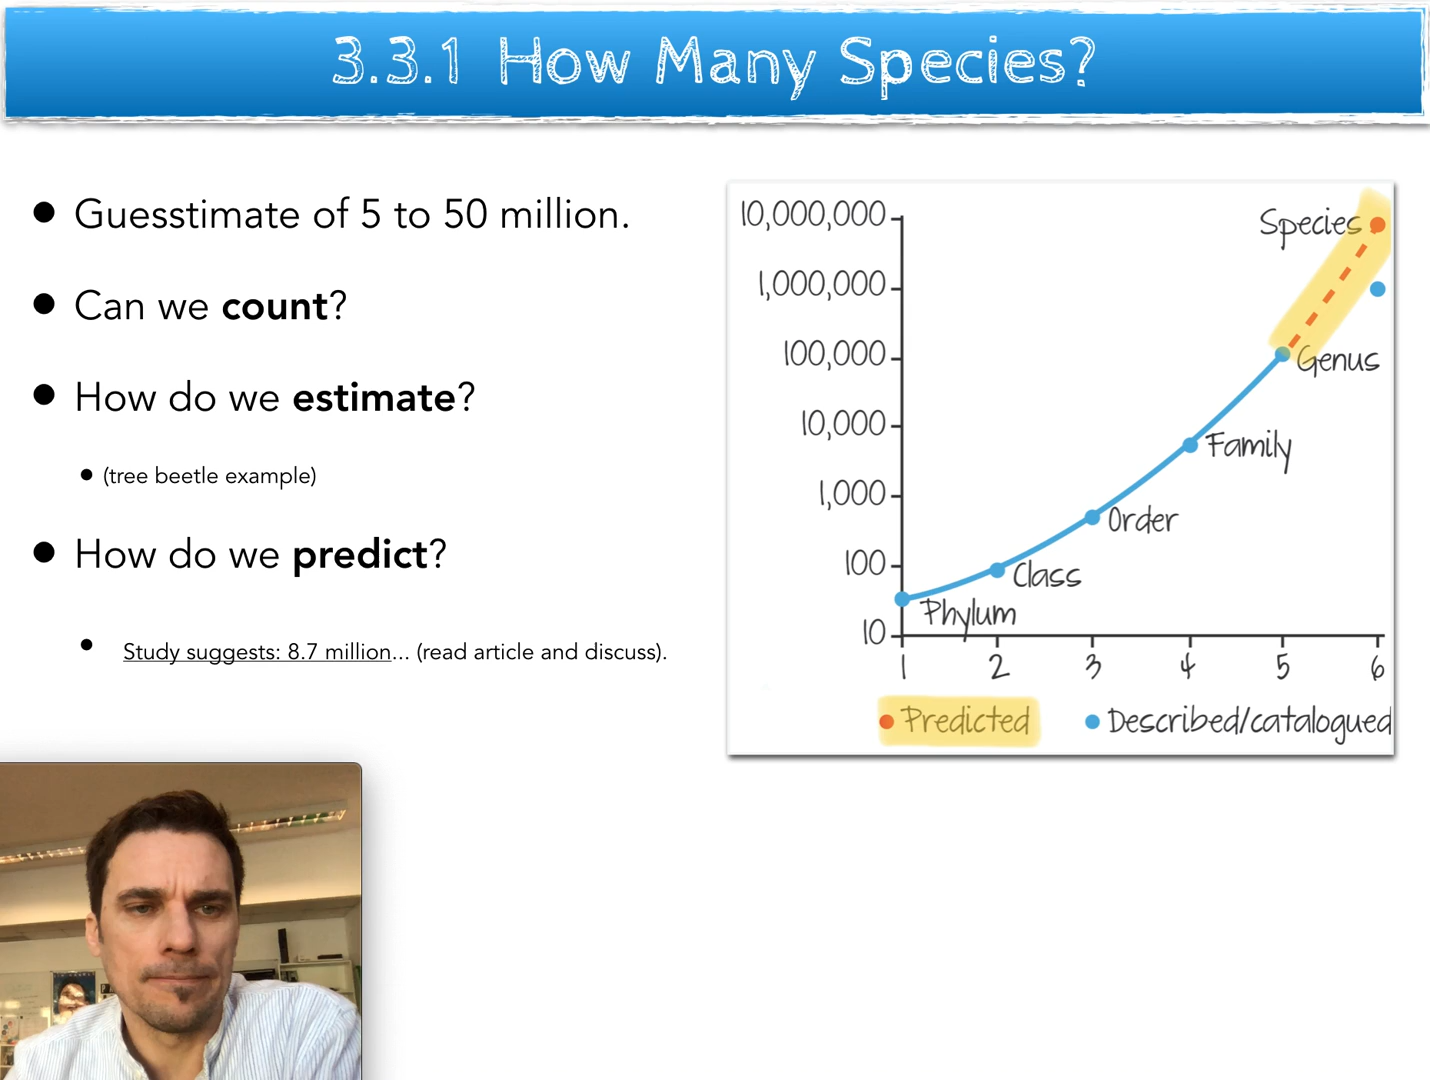 3.3.1 How Many Species?
Guesstimate of 5 to 50 million.
Can we count?
How do we estimate?
(tree beetle example)
How do we predict?
Study suggests: 8.7 million... (read article and discuss).
10,000,000
1,000,000
100,000
10,000
1,000
100
10
Species
Genus
Family
Order
Class
Phylum
1 2 3 4 5 6
Predicted Described/catalogued